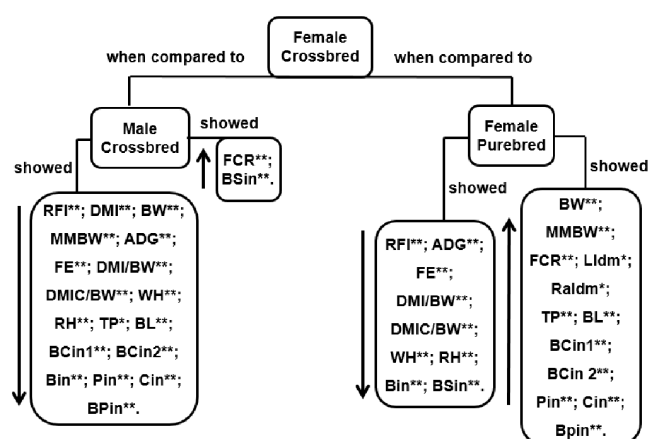 Female
Crossbred
when compared to
when compared to
Male
Crossbred
showed
FCR**;
BSin**.
showed
RFI**; DMI**; BW**;
MMBW**; ADG**;
FE**; DMI/BW**;
DMIC/BW**; WH**;
RH**; TP*; BL**;
BCin1**; BCin2**;
Bin**; Pin**; Cin**;
BPin**.
Female
Purebred
showed
RFI**; ADG**;
FE**;
DMI/BW**;
DMIC/BW**;
WH**; RH**;
Bin**; BSin**.
showed
BW**;
MMBW**;
FCR**; LIdm*;
RaIdm*;
TP**; BL**;
BCin1**;
BCin 2**;
Pin**; Cin**;
Bpin**.